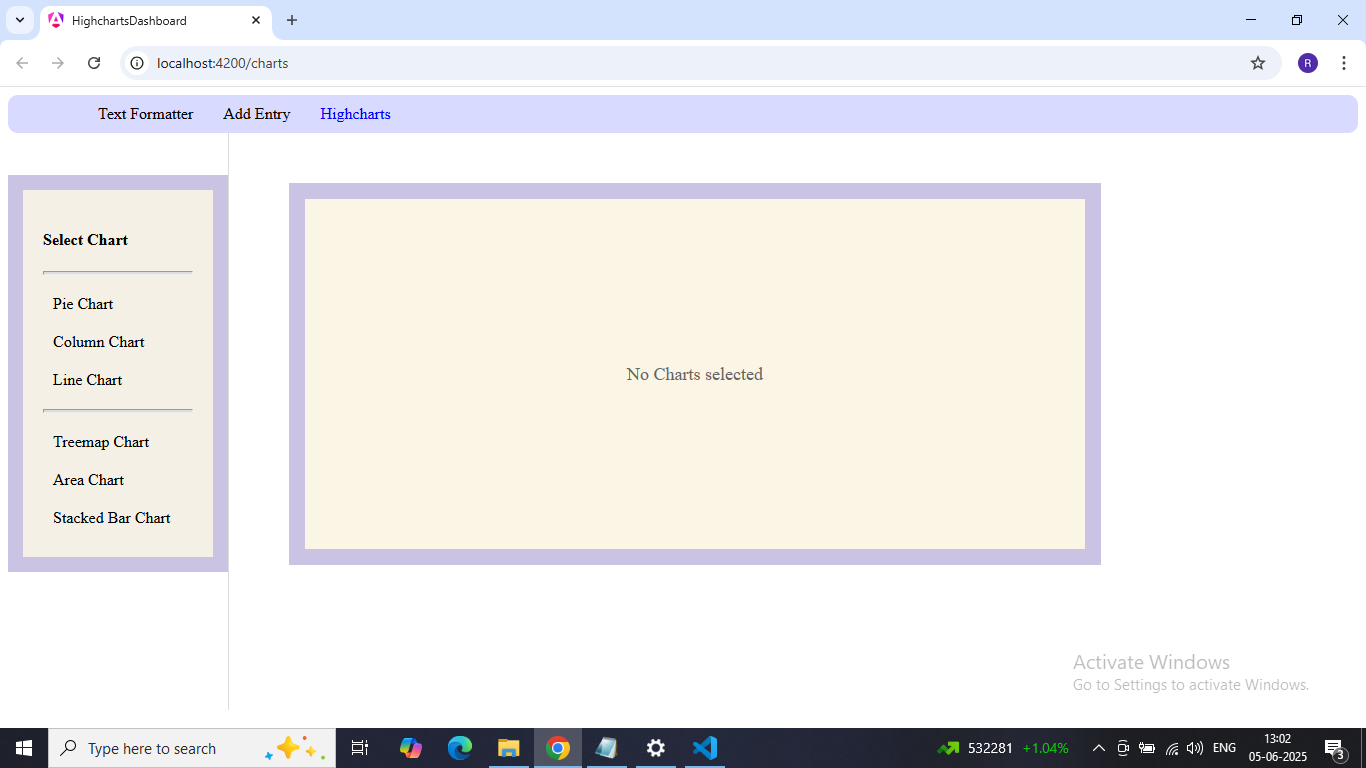 HighchartsDashboard
localhost:4200/charts
R
Text Formatter Add Entry Highcharts
Select Chart
Pie Chart
Column Chart
Line Chart
Treemap Chart
Area Chart
Stacked Bar Chart
No Charts selected
Activate Windows
Go to Settings to activate Windows.
Type here to search
532281 +1.04%
ENG
13:02
05-06-2025
3